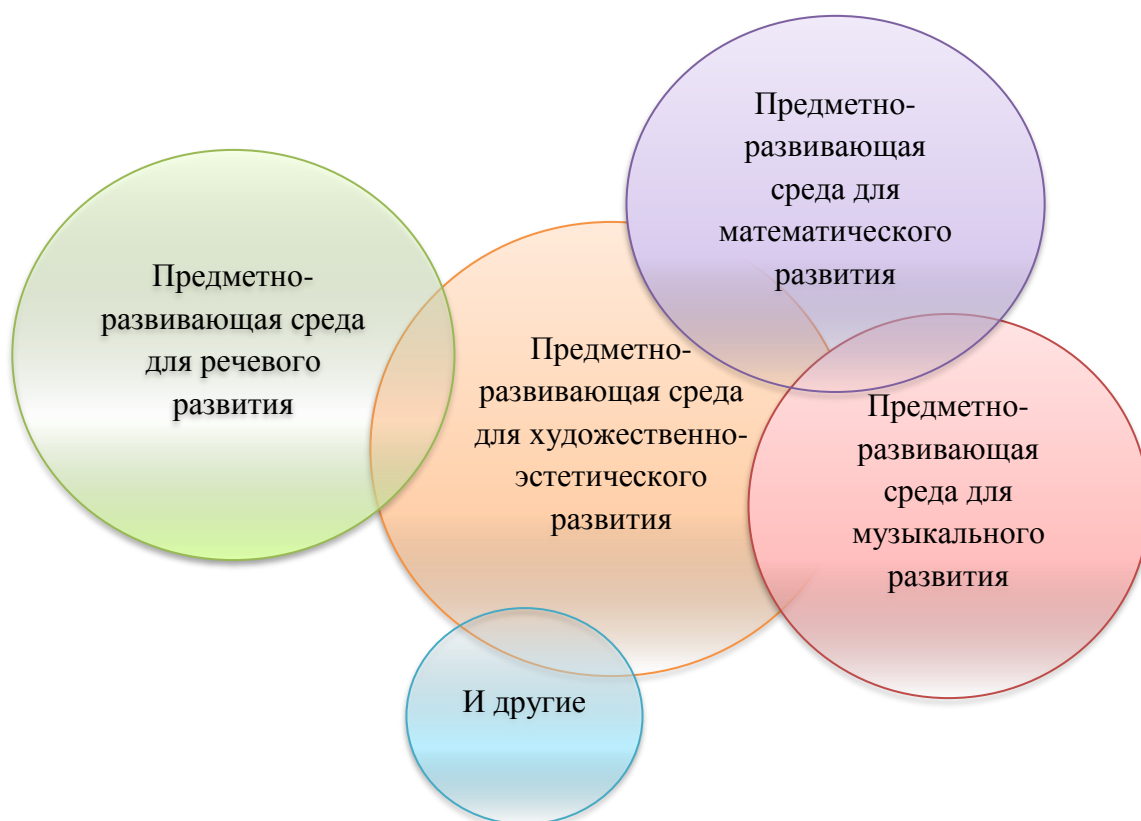 Предметно-
развивающая среда
для речевого
развития
Предметно-
развивающая среда
для художественно-
эстетического
развития
Предметно-
развивающая
среда для
математического
развития
Предметно-
развивающая
среда для
музыкального
развития
И другие